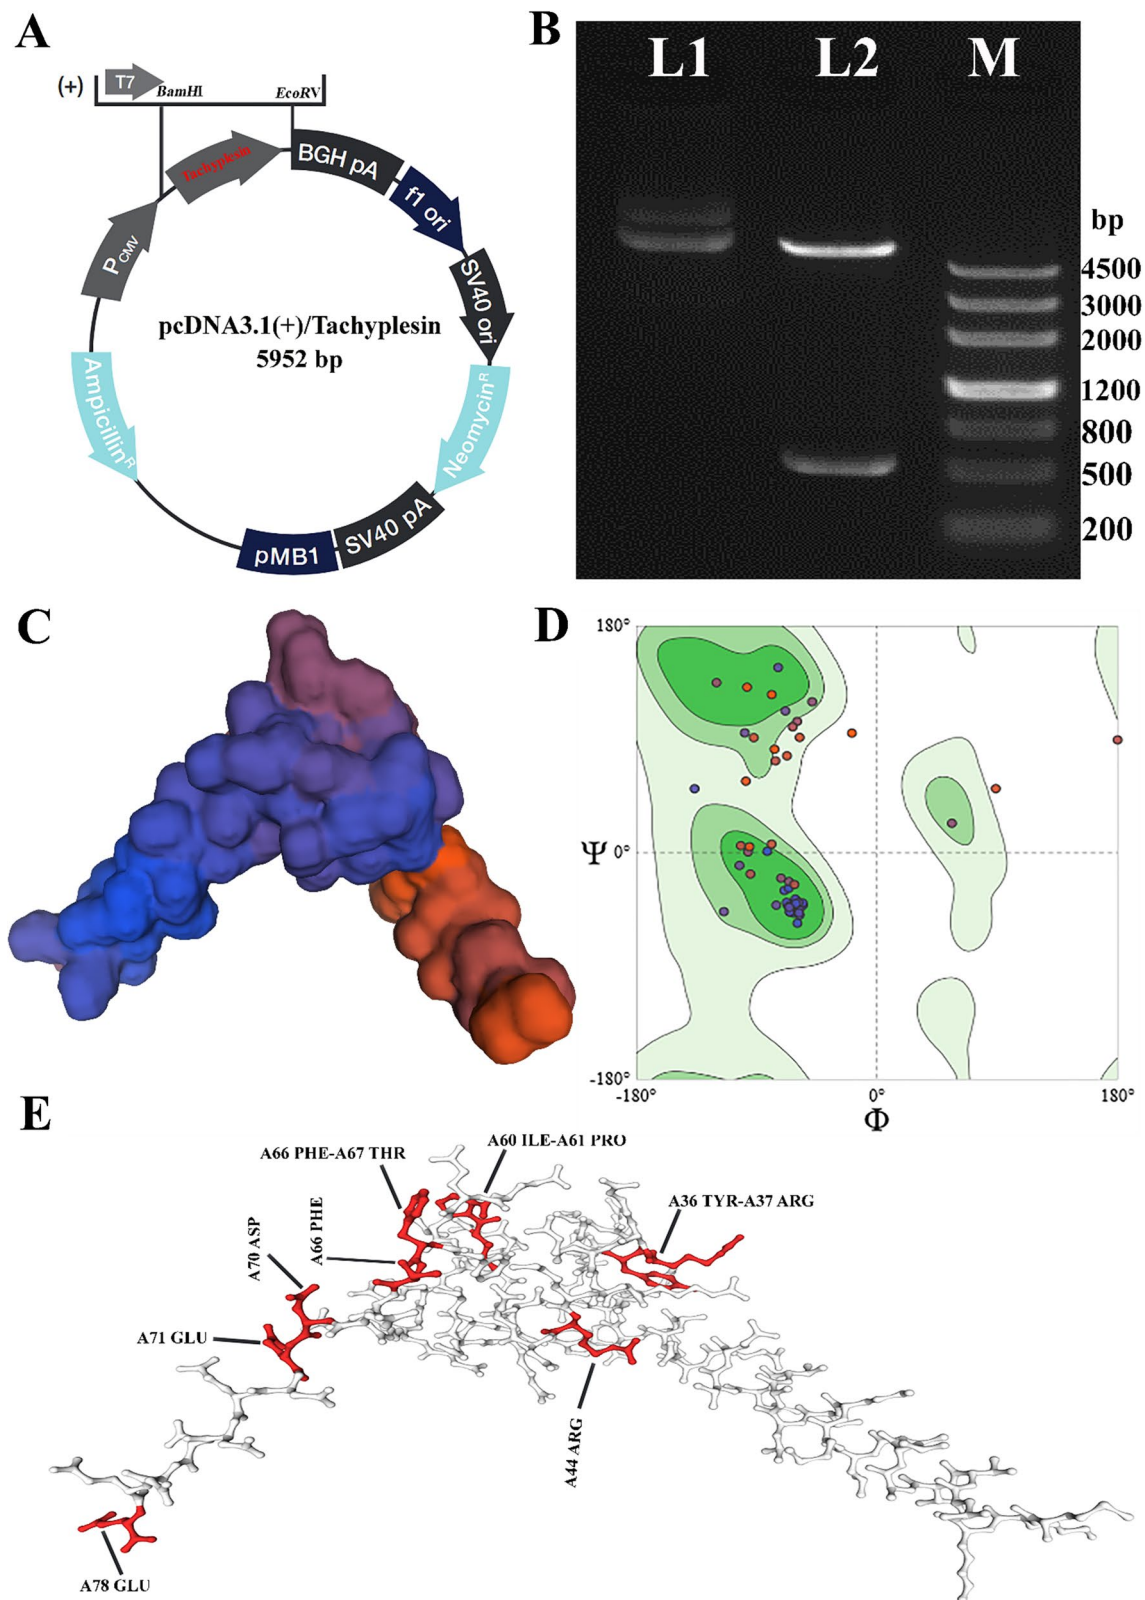 A
(+)
T7
BamHI
EcoRV
Tachyplesin
BGH pA
f1 ori
SV40 ori
NeomycinR
SV40 pA
pMB1
AmpicillinR
PCMV
pcDNA3.1(+)/Tachyplesin
5952 bp
B
L1
L2
M
bp
4500
3000
2000
1200
800
500
200
C
D
180°
Ψ
0°
-180°
-180°
0°
180°
Φ
E
A66 PHE-A67 THR
A60 ILE-A61 PRO
A36 TYR-A37 ARG
A70 ASP
A66 PHE
A71 GLU
A44 ARG
A78 GLU